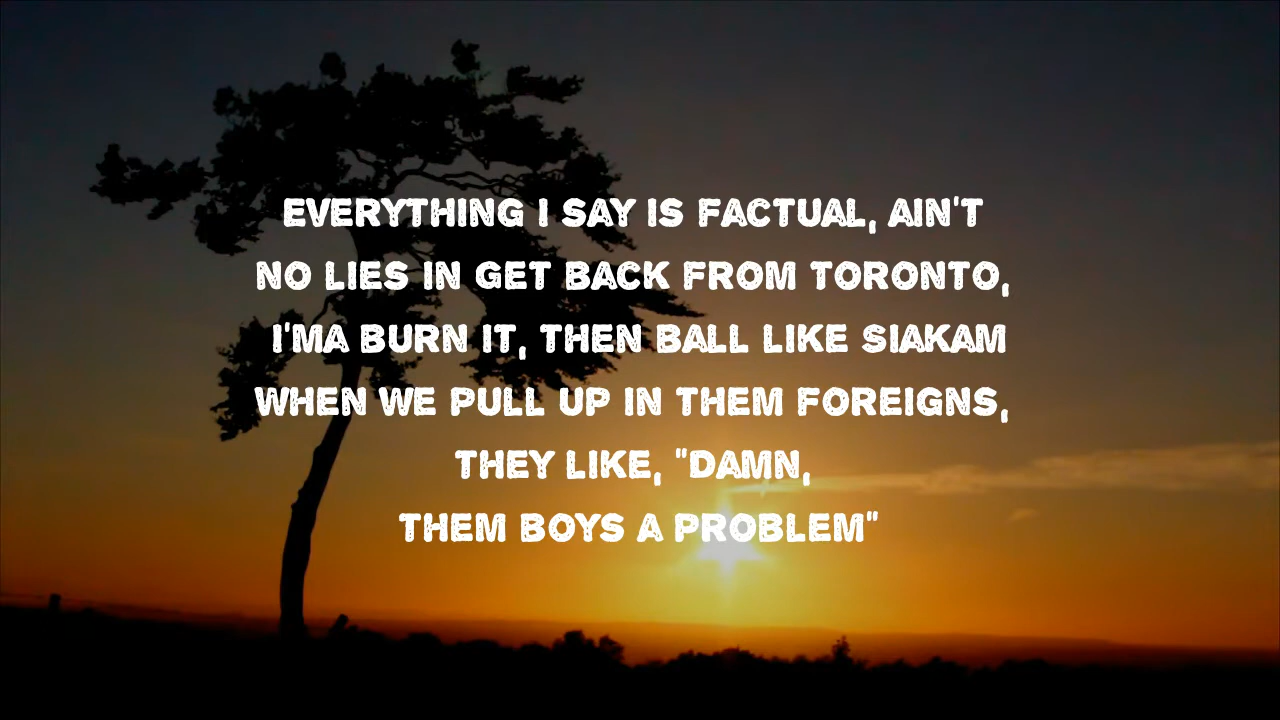 EVERYTHING I SAY IS FACTUAL, AIN'T
NO LIES IN GET BACK FROM TORONTO,
I'MA BURN IT, THEN BALL LIKE SIAKAM
WHEN WE PULL UP IN THEM FOREIGNS,
THEY LIKE, "DAMN,
THEM BOYS A PROBLEM"